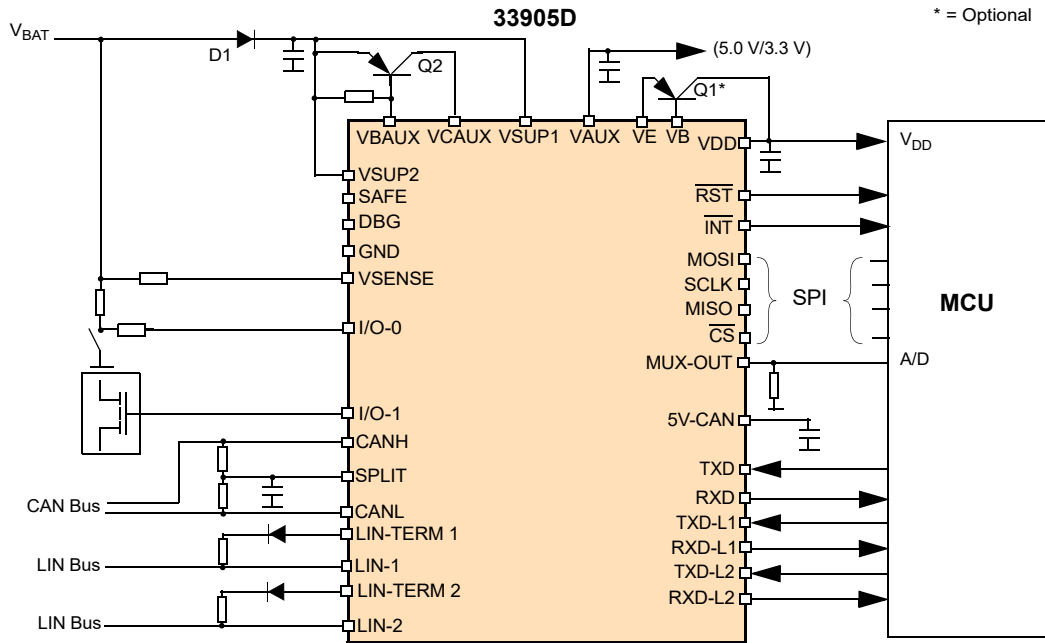 33905D
* = Optional
VBAT
D1
Q2
(5.0 V/3.3 V)
Q1*
VBAUX VCAUX VSUP1 VAUX VE VB
VDD
VDD
VSUP2
SAFE
RST
DBG
INT
GND
MOSI
VSENSE
SCLK
SPI
MCU
MISO
I/O-0
CS
MUX-OUT
A/D
I/O-1
5V-CAN
CANH
TXD
SPLIT
RXD
CAN Bus
CANL
TXD-L1
LIN-TERM 1
RXD-L1
LIN Bus
LIN-1
TXD-L2
LIN-TERM 2
RXD-L2
LIN Bus
LIN-2